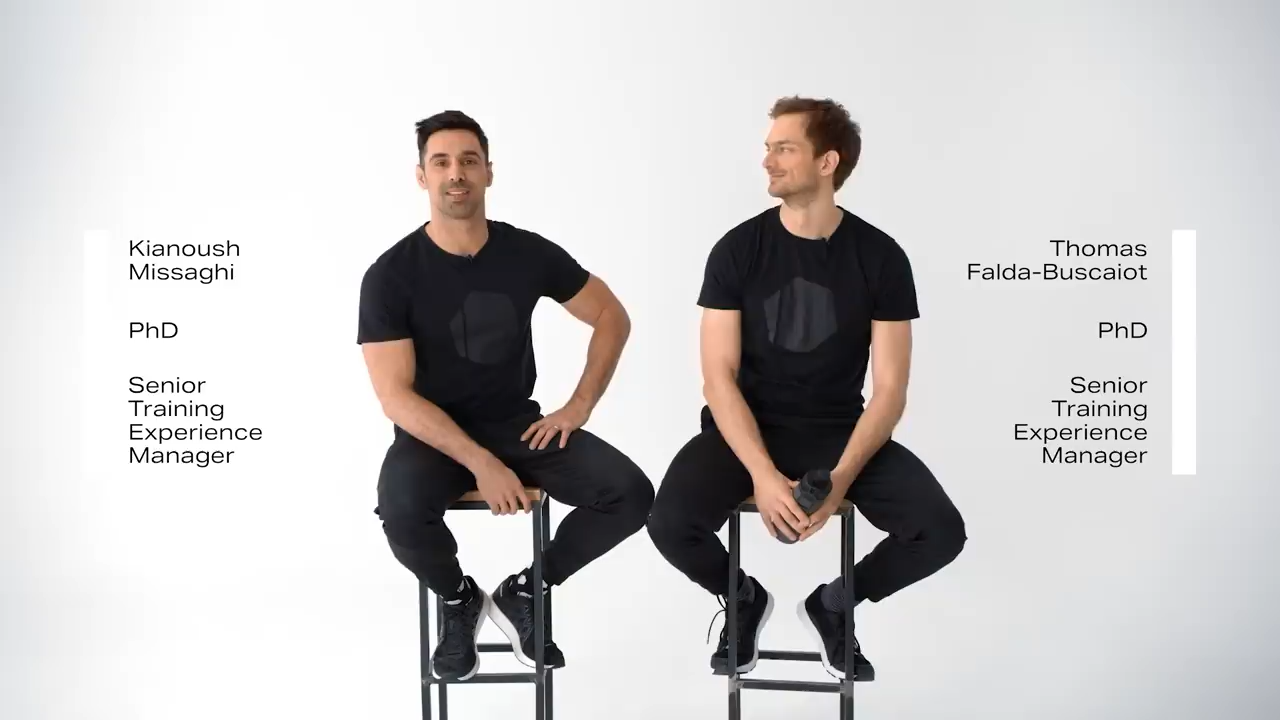 Kianoush
Missaghi
PhD
Senior
Training
Experience
Manager
Thomas
Falda-Buscaiot
PhD
Senior
Training
Experience
Manager